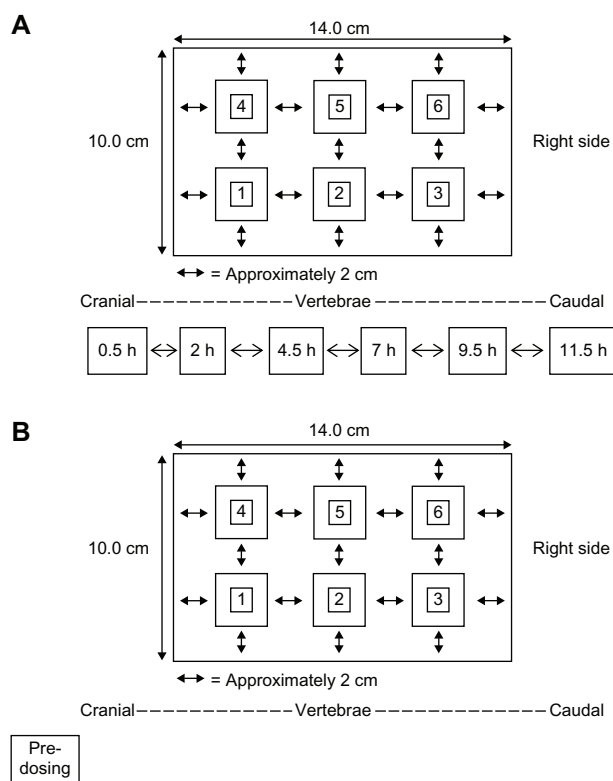 A
14.0 cm
4 5 6
10.0 cm
Right side
1 2 3
= Approximately 2 cm
Cranial Vertebrae Caudal
0.5 h 2 h 4.5 h 7 h 9.5 h 11.5 h
B
14.0 cm
4 5 6
10.0 cm
Right side
1 2 3
= Approximately 2 cm
Cranial Vertebrae Caudal
Pre-
dosing